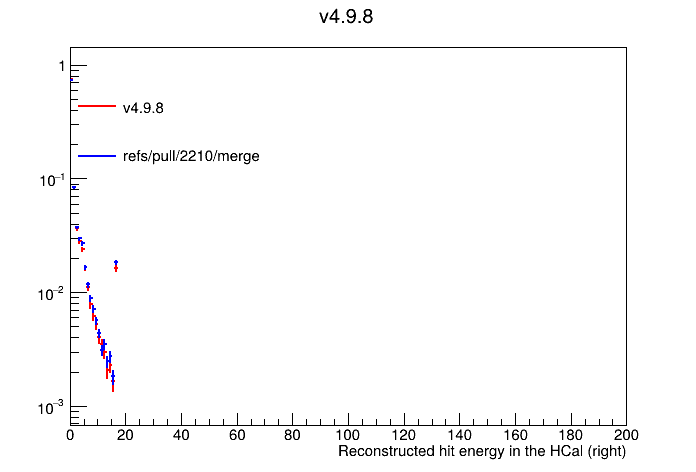 v4.9.8
1
v4.9.8
refs/pull/2210/merge
10⁻¹
10⁻²
10⁻³
0 20 40 60 80 100 120 140 160 180 200
Reconstructed hit energy in the HCal (right)